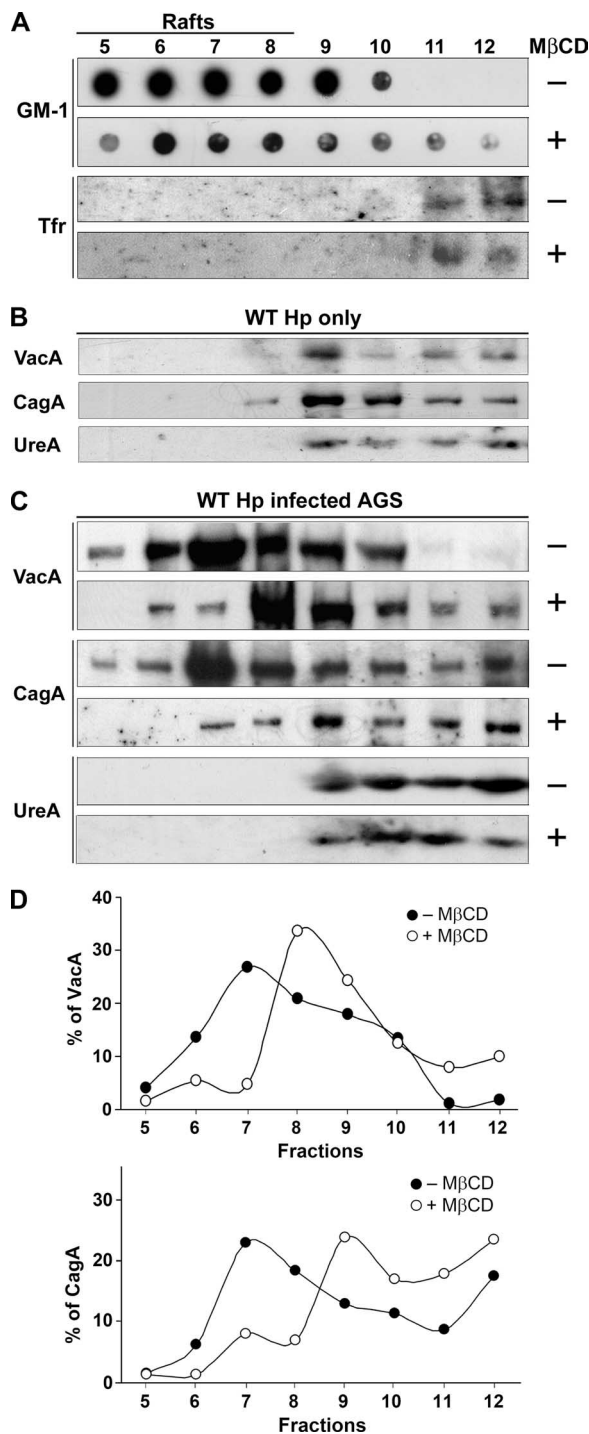 A
Rafts
5 6 7 8 9 10 11 12 MβCD
GM-1
−
+
Tfr
−
+
B
WT Hp only
VacA
CagA
UreA
C
WT Hp infected AGS
VacA
−
+
CagA
−
+
UreA
−
+
D
% of VacA
40
30
20
10
0
− MβCD
+ MβCD
5 6 7 8 9 10 11 12
Fractions
% of CagA
30
20
10
0
− MβCD
+ MβCD
5 6 7 8 9 10 11 12
Fractions